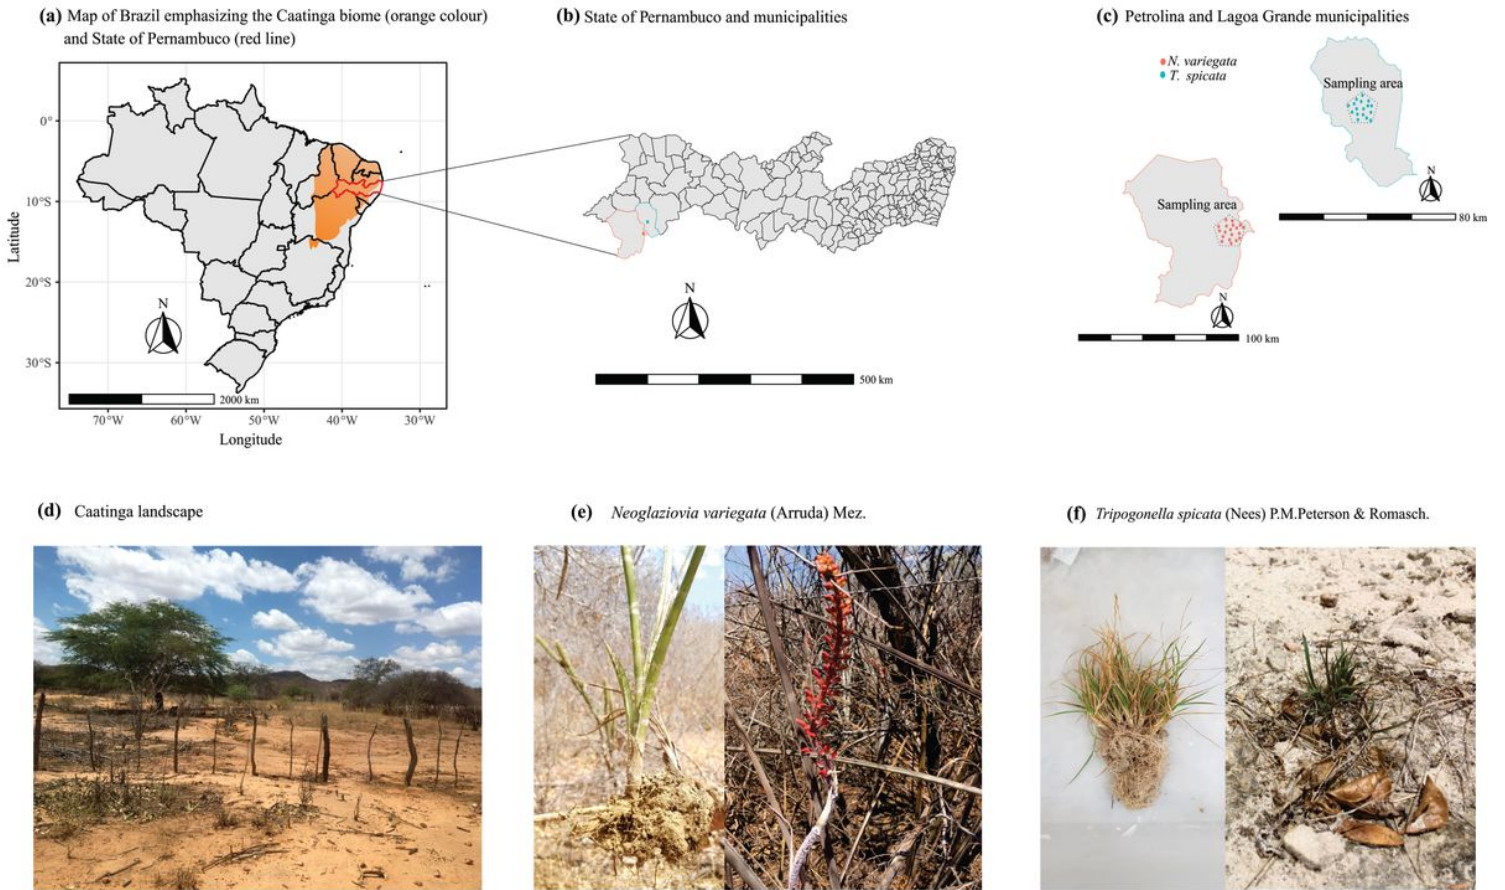 (a) Map of Brazil emphasizing the Caatinga biome (orange colour)
and State of Pernambuco (red line)
0°
10°S
20°S
30°S
Latitude
N
2000 km
70°W 60°W 50°W 40°W 30°W
Longitude
(b) State of Pernambuco and municipalities
N
500 km
(c) Petrolina and Lagoa Grande municipalities
N. variegata
T. spicata
Sampling area
N
80 km
Sampling area
N
100 km
(d) Caatinga landscape
(e) Neoglaziovia variegata (Arruda) Mez.
(f) Tripogonella spicata (Nees) P.M.Peterson & Romasch.